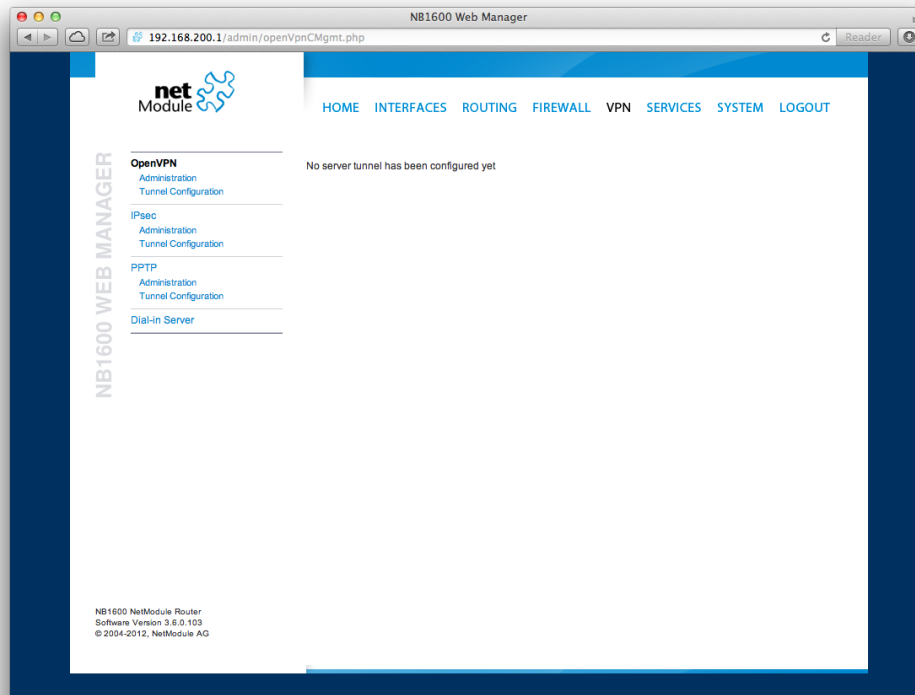 NB1600 Web Manager
192.168.200.1/admin/openVpnCMgmt.php
Reader
net
Module
HOME INTERFACES ROUTING FIREWALL VPN SERVICES SYSTEM LOGOUT
NB1600 WEB MANAGER
OpenVPN
Administration
Tunnel Configuration
IPsec
Administration
Tunnel Configuration
PPTP
Administration
Tunnel Configuration
Dial-in Server
No server tunnel has been configured yet
NB1600 NetModule Router
Software Version 3.6.0.103
© 2004-2012, NetModule AG